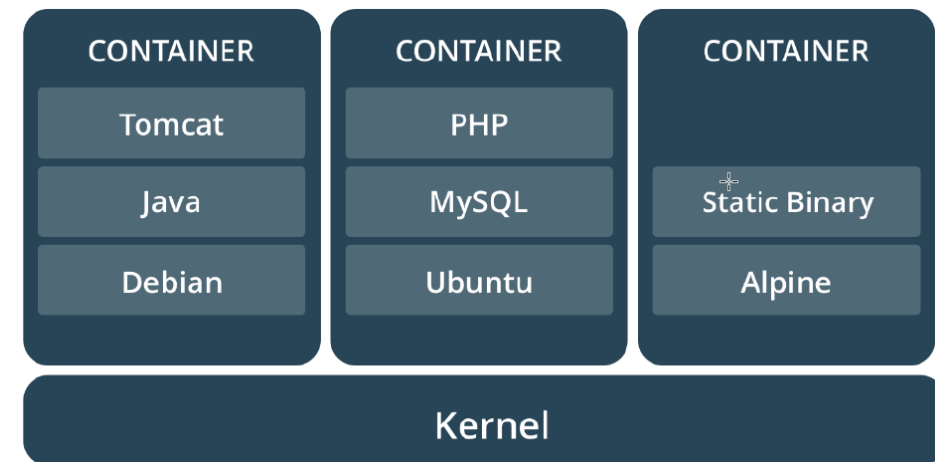 CONTAINER
Tomcat
Java
Debian
CONTAINER
PHP
MySQL
Ubuntu
CONTAINER
Static Binary
Alpine
Kernel